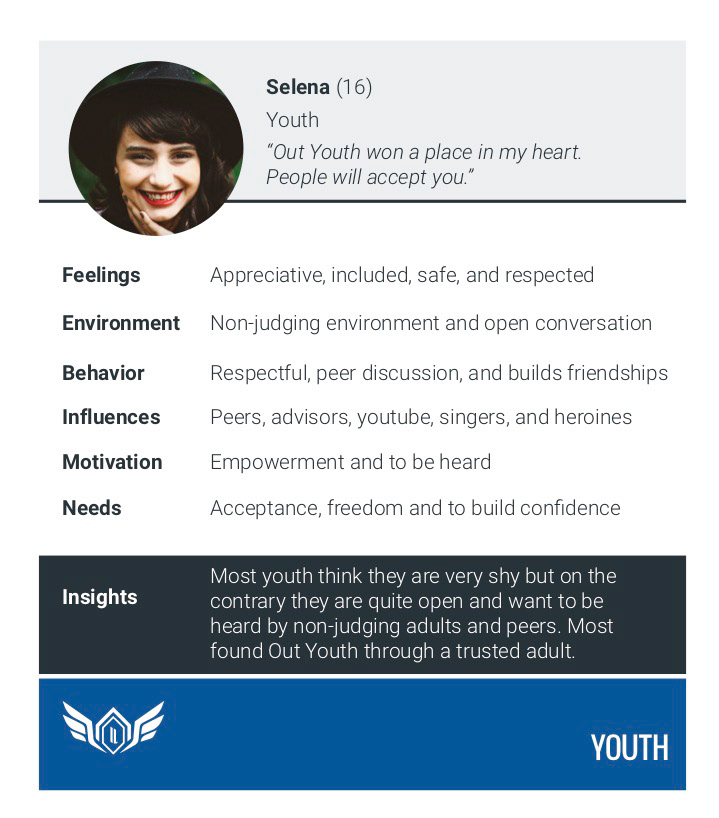 Selena (16)
Youth
“Out Youth won a place in my heart.
People will accept you.”
Feelings Appreciative, included, safe, and respected
Environment Non-judging environment and open conversation
Behavior Respectful, peer discussion, and builds friendships
Influences Peers, advisors, youtube, singers, and heroines
Motivation Empowerment and to be heard
Needs Acceptance, freedom and to build confidence
Insights
Most youth think they are very shy but on the
contrary they are quite open and want to be
heard by non-judging adults and peers. Most
found Out Youth through a trusted adult.
YOUTH